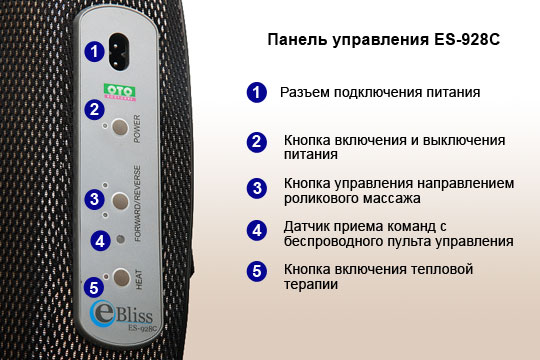 Панель управления ES-928C
1 Разъем подключения питания
2 Кнопка включения и выключения
питания
3 Кнопка управления направлением
роликового массажа
4 Датчик приема команд с
беспроводного пульта управления
5 Кнопка включения тепловой
терапии
1
OTO
2
POWER
3
FORWARD/REVERSE
4
5
HEAT
eBliss
ES-928C